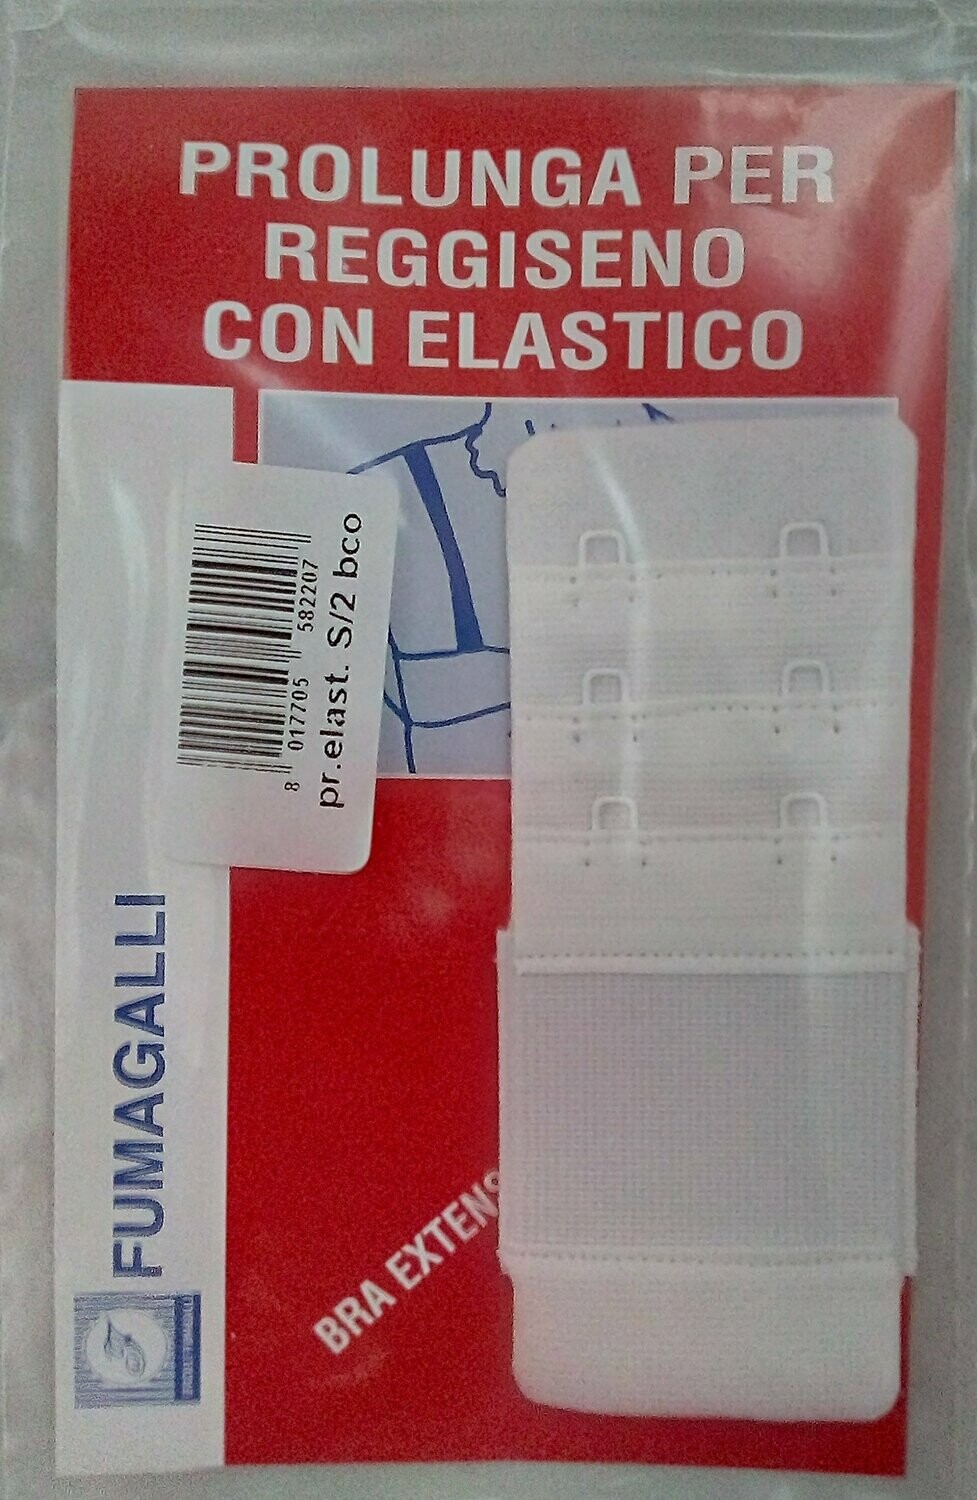 PROLUNGA PER
REGGISENO
CON ELASTICO
8 017705 582207
pr.elast. S/2 bco
FUMAGALLI
BRA EXTENS